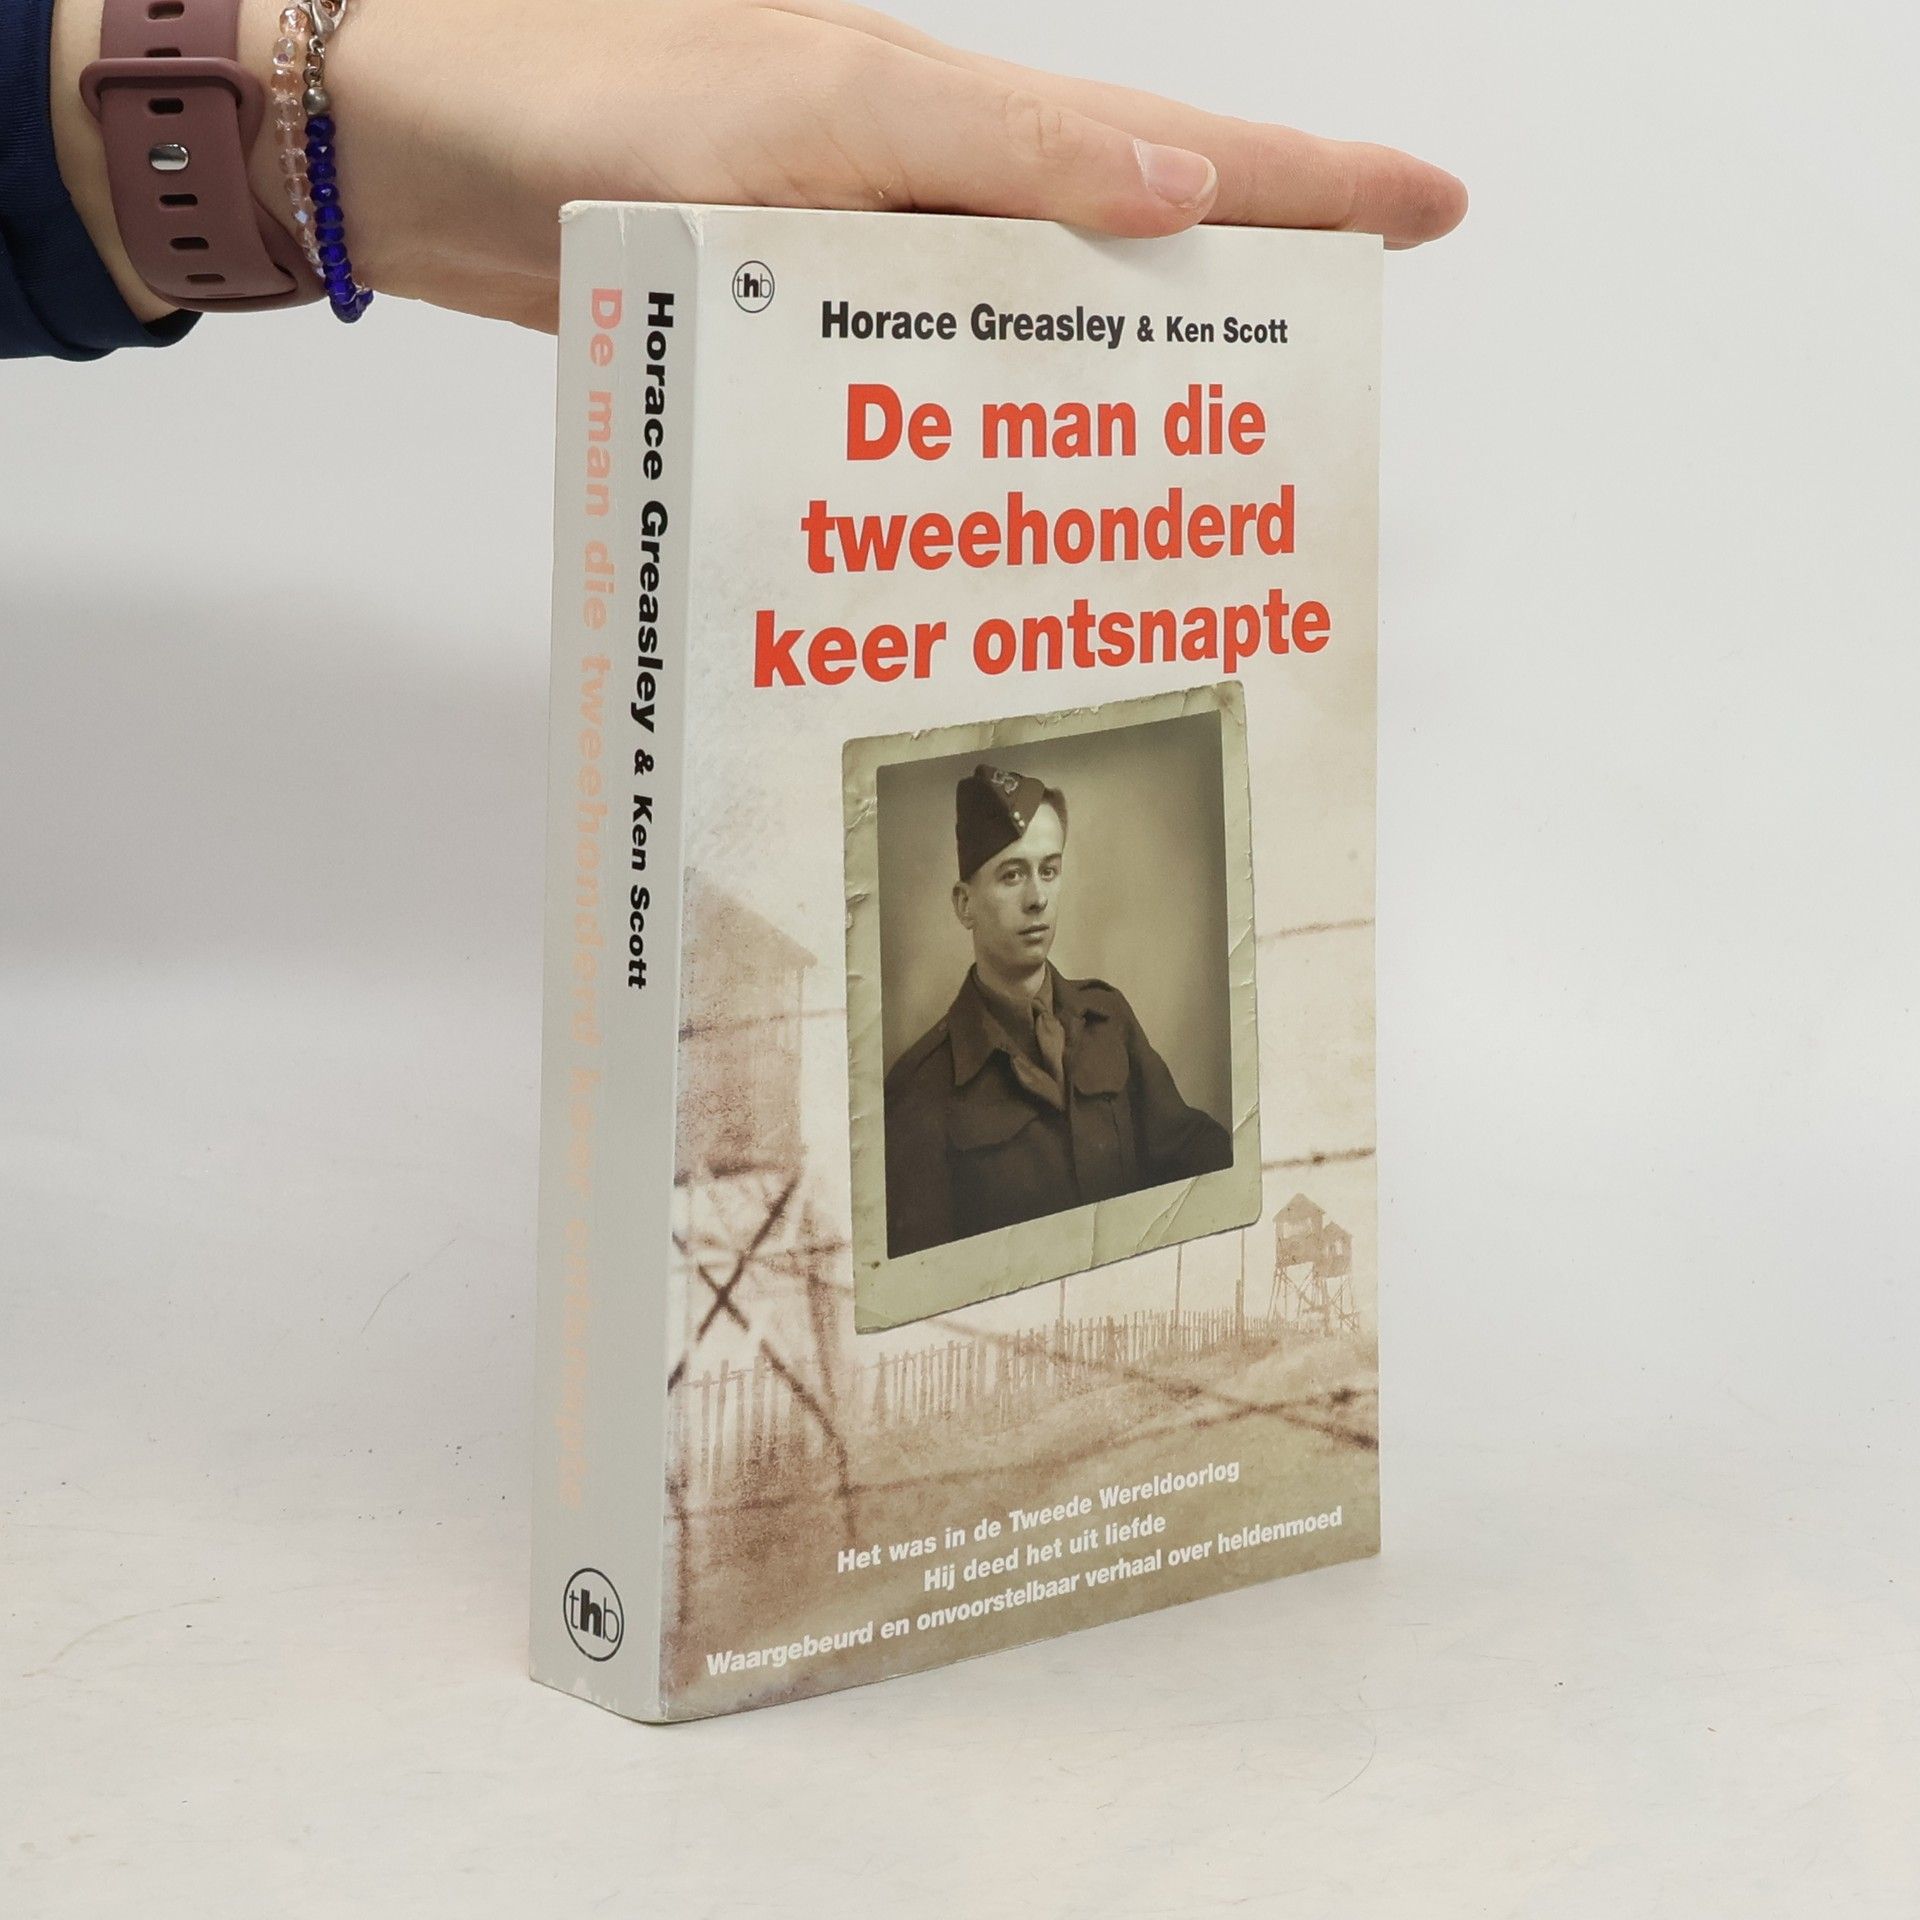 thb
Horace Greasley & Ken Scott
De man die
tweehonderd
keer ontsnapte
Het was in de Tweede Wereldoorlog
Hij deed het uit liefde
Waargebeurd en onvoorstelbaar verhaal over heldenmoed
Horace Greasley & Ken Scott
De man die tweehonderd keer ontsnapte
thb